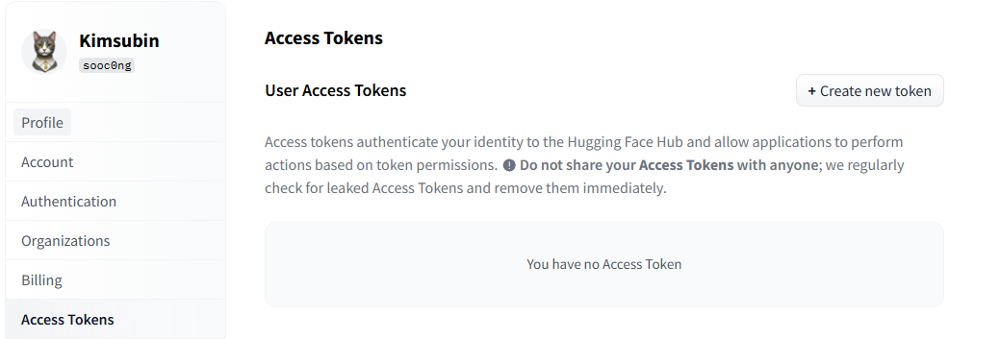 Kimsubin
sooc0ng
Profile
Account
Authentication
Organizations
Billing
Access Tokens
Access Tokens
User Access Tokens
+ Create new token
Access tokens authenticate your identity to the Hugging Face Hub and allow applications to perform
actions based on token permissions. ! Do not share your Access Tokens with anyone; we regularly
check for leaked Access Tokens and remove them immediately.
You have no Access Token